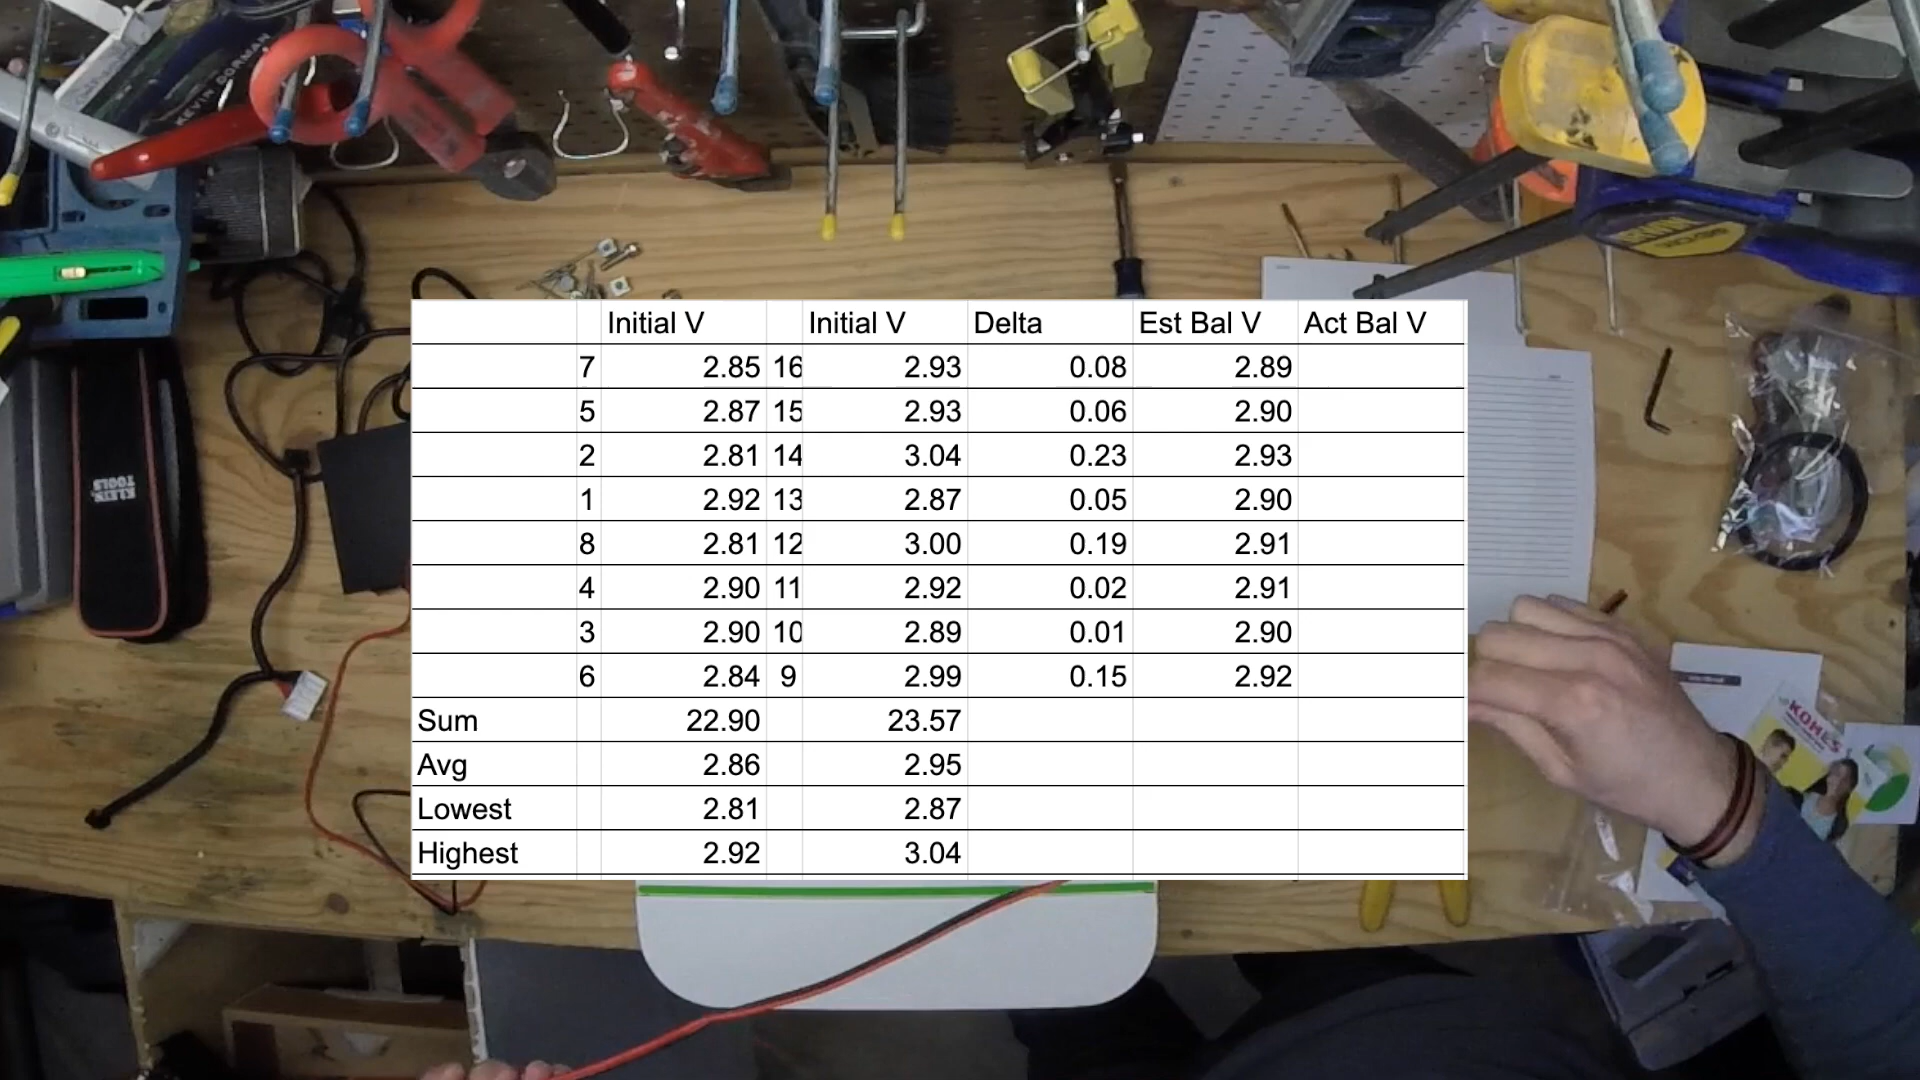 KEVIN DORMAN
Initial V Initial V Delta Est Bal V Act Bal V
7 2.85 16 2.93 0.08 2.89
5 2.87 15 2.93 0.06 2.90
2 2.81 14 3.04 0.23 2.93
1 2.92 13 2.87 0.05 2.90
8 2.81 12 3.00 0.19 2.91
4 2.90 11 2.92 0.02 2.91
3 2.90 10 2.89 0.01 2.90
6 2.84 9 2.99 0.15 2.92
Sum 22.90 23.57
Avg 2.86 2.95
Lowest 2.81 2.87
Highest 2.92 3.04
KLEIN
TOOLS
KOHLS